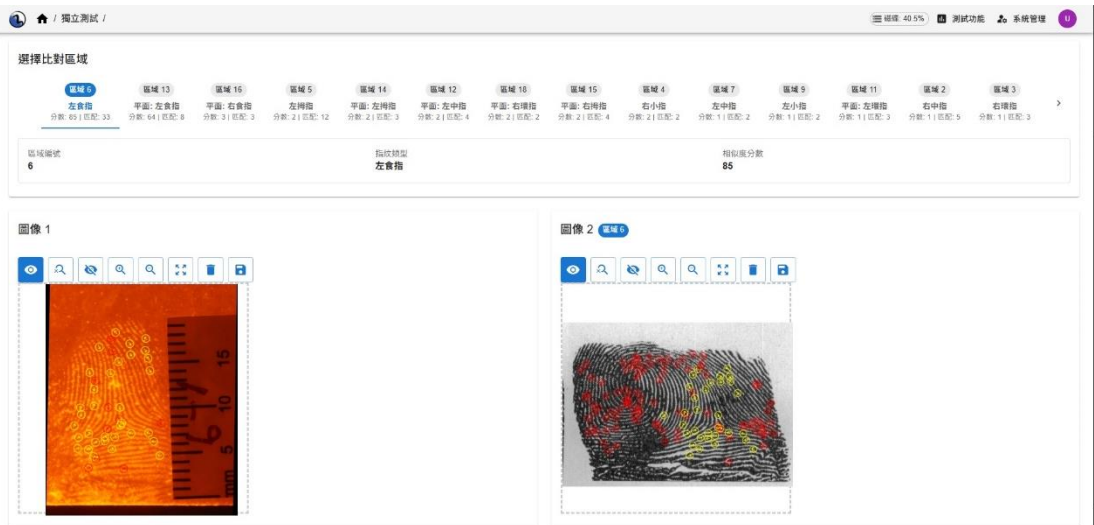 / 獨立測試 /
磁碟: 40.5%
測試功能
系統管理
選擇比對區域
區域 6
左食指
分數: 85 | 匹配: 33
區域 13
平面: 左食指
分數: 64 | 匹配: 8
區域 16
平面: 右食指
分數: 3 | 匹配: 3
區域 5
左拇指
分數: 2 | 匹配: 12
區域 14
平面: 左拇指
分數: 2 | 匹配: 3
區域 12
平面: 左中指
分數: 2 | 匹配: 4
區域 18
平面: 右環指
分數: 2 | 匹配: 2
區域 15
平面: 右拇指
分數: 2 | 匹配: 4
區域 4
右小指
分數: 2 | 匹配: 2
區域 7
左中指
分數: 1 | 匹配: 2
區域 9
左小指
分數: 1 | 匹配: 2
區域 11
平面: 左環指
分數: 1 | 匹配: 3
區域 2
右中指
分數: 1 | 匹配: 5
區域 3
右環指
分數: 1 | 匹配: 3
區域編號
6
指紋類型
左食指
相似度分數
85
圖像 1
圖像 2 區域 6
15
10
5
mm